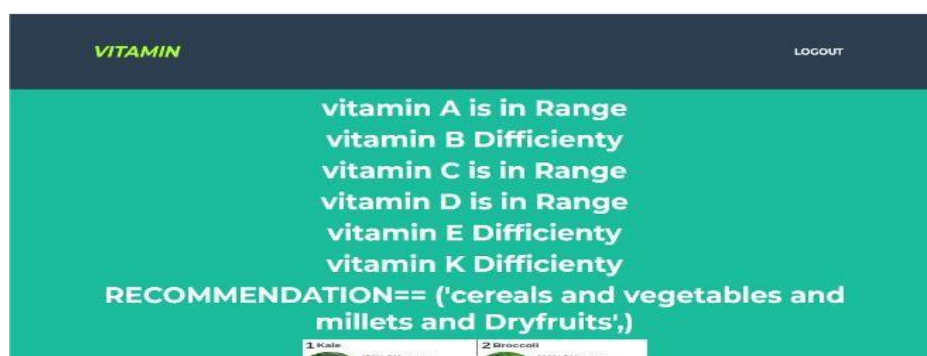 VITAMIN
LOGOUT
vitamin A is in Range
vitamin B Difficienty
vitamin C is in Range
vitamin D is in Range
vitamin E Difficienty
vitamin K Difficienty
RECOMMENDATION== ('cereals and vegetables and
millets and Dryfruits',)
1 Kale
2 Broccoli